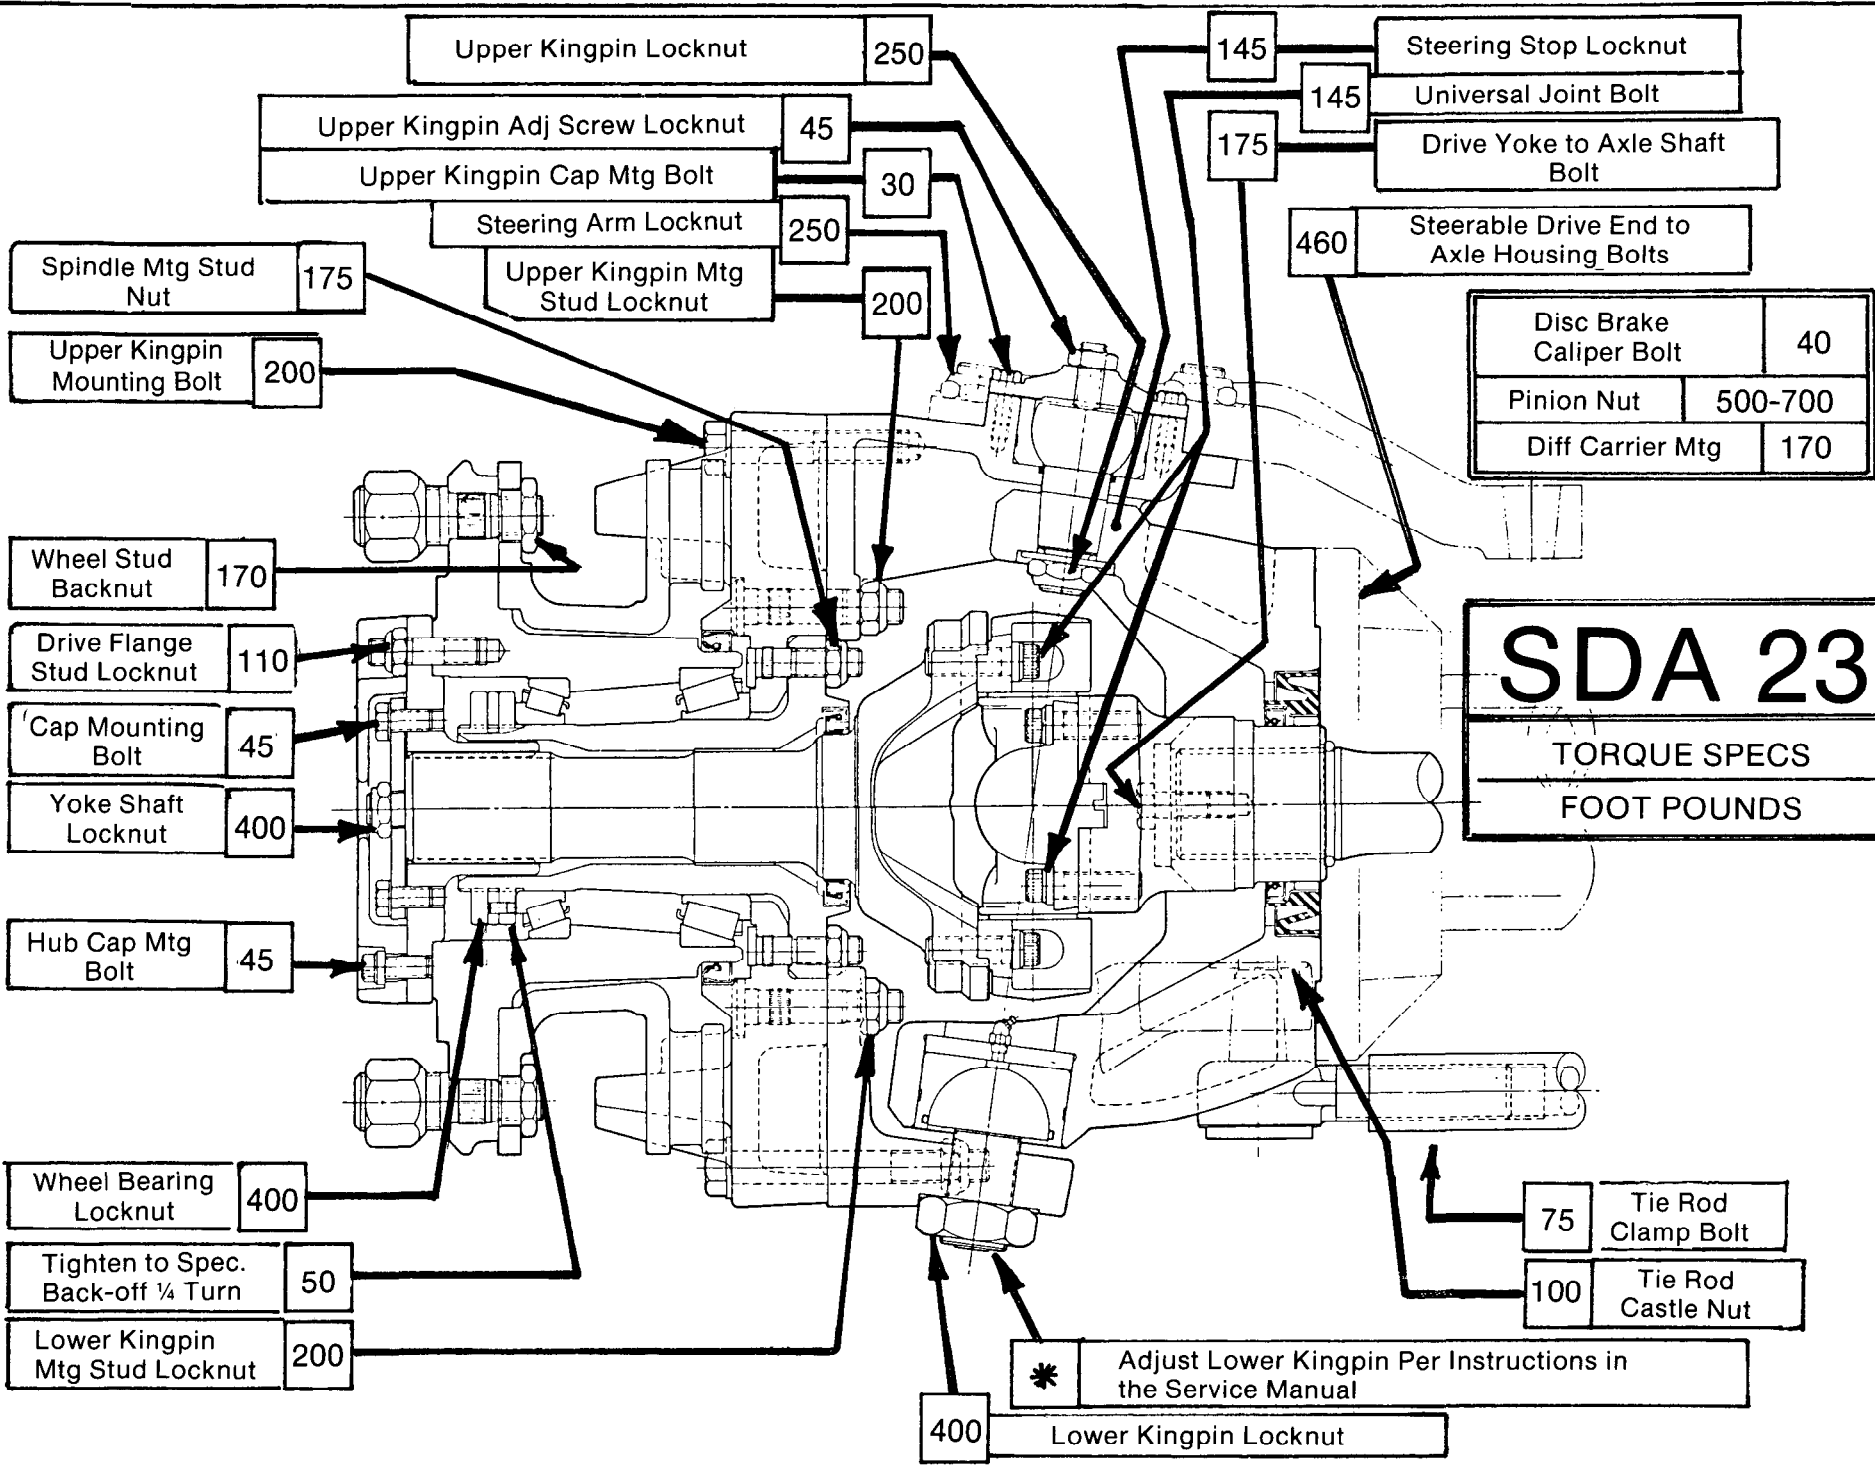 Upper Kingpin Locknut 250
145 Steering Stop Locknut
145 Universal Joint Bolt
Upper Kingpin Adj Screw Locknut 45
175 Drive Yoke to Axle Shaft
Bolt
Upper Kingpin Cap Mtg Bolt 30
Steering Arm Locknut 250
460 Steerable Drive End to
Axle Housing Bolts
Spindle Mtg Stud
Nut
175
Upper Kingpin Mtg
Stud Locknut
200
Disc Brake
Caliper Bolt
40
Pinion Nut 500-700
Diff Carrier Mtg 170
Upper Kingpin
Mounting Bolt
200
Wheel Stud
Backnut
170
Drive Flange
Stud Locknut
110
SDA 23
TORQUE SPECS
FOOT POUNDS
Cap Mounting
Bolt
45
Yoke Shaft
Locknut
400
Hub Cap Mtg
Bolt
45
Wheel Bearing
Locknut
400
Tighten to Spec.
Back-off ¼ Turn
50
Lower Kingpin
Mtg Stud Locknut
200
75
Tie Rod
Clamp Bolt
100
Tie Rod
Castle Nut
* Adjust Lower Kingpin Per Instructions in
the Service Manual
400 Lower Kingpin Locknut